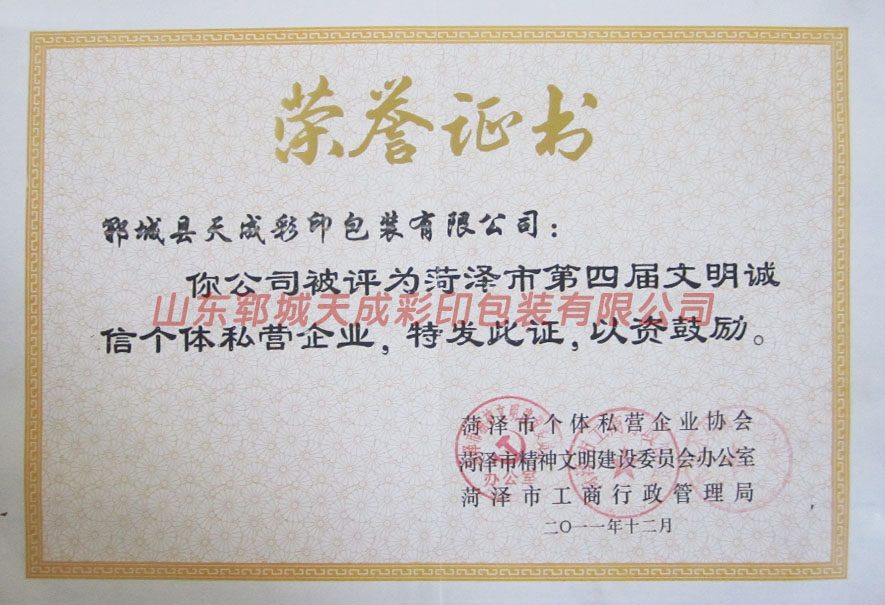 荣誉证书
郓城县天成彩印包装有限公司：
你公司被评为菏泽市第四届文明诚
山东郓城天成彩印包装有限公司
信个体私营企业，特发此证，以资鼓励。
菏泽市个体私营企业协会
菏泽市精神文明建设委员会办公室
办公室
菏泽市工商行政管理局
二〇一一年十二月